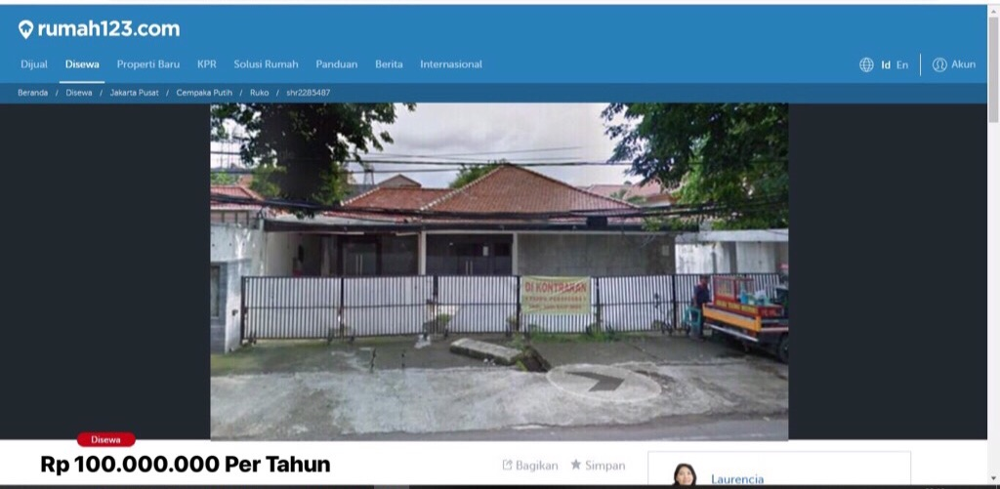 rumah123.com
Dijual Disewa Properti Baru KPR Solusi Rumah Panduan Berita Internasional Id En Akun
Beranda / Disewa / Jakarta Pusat / Cempaka Putih / Ruko / shr2285487
DI KONTRAKAN
Disewa
Rp 100.000.000 Per Tahun
Bagikan Simpan
Laurencia